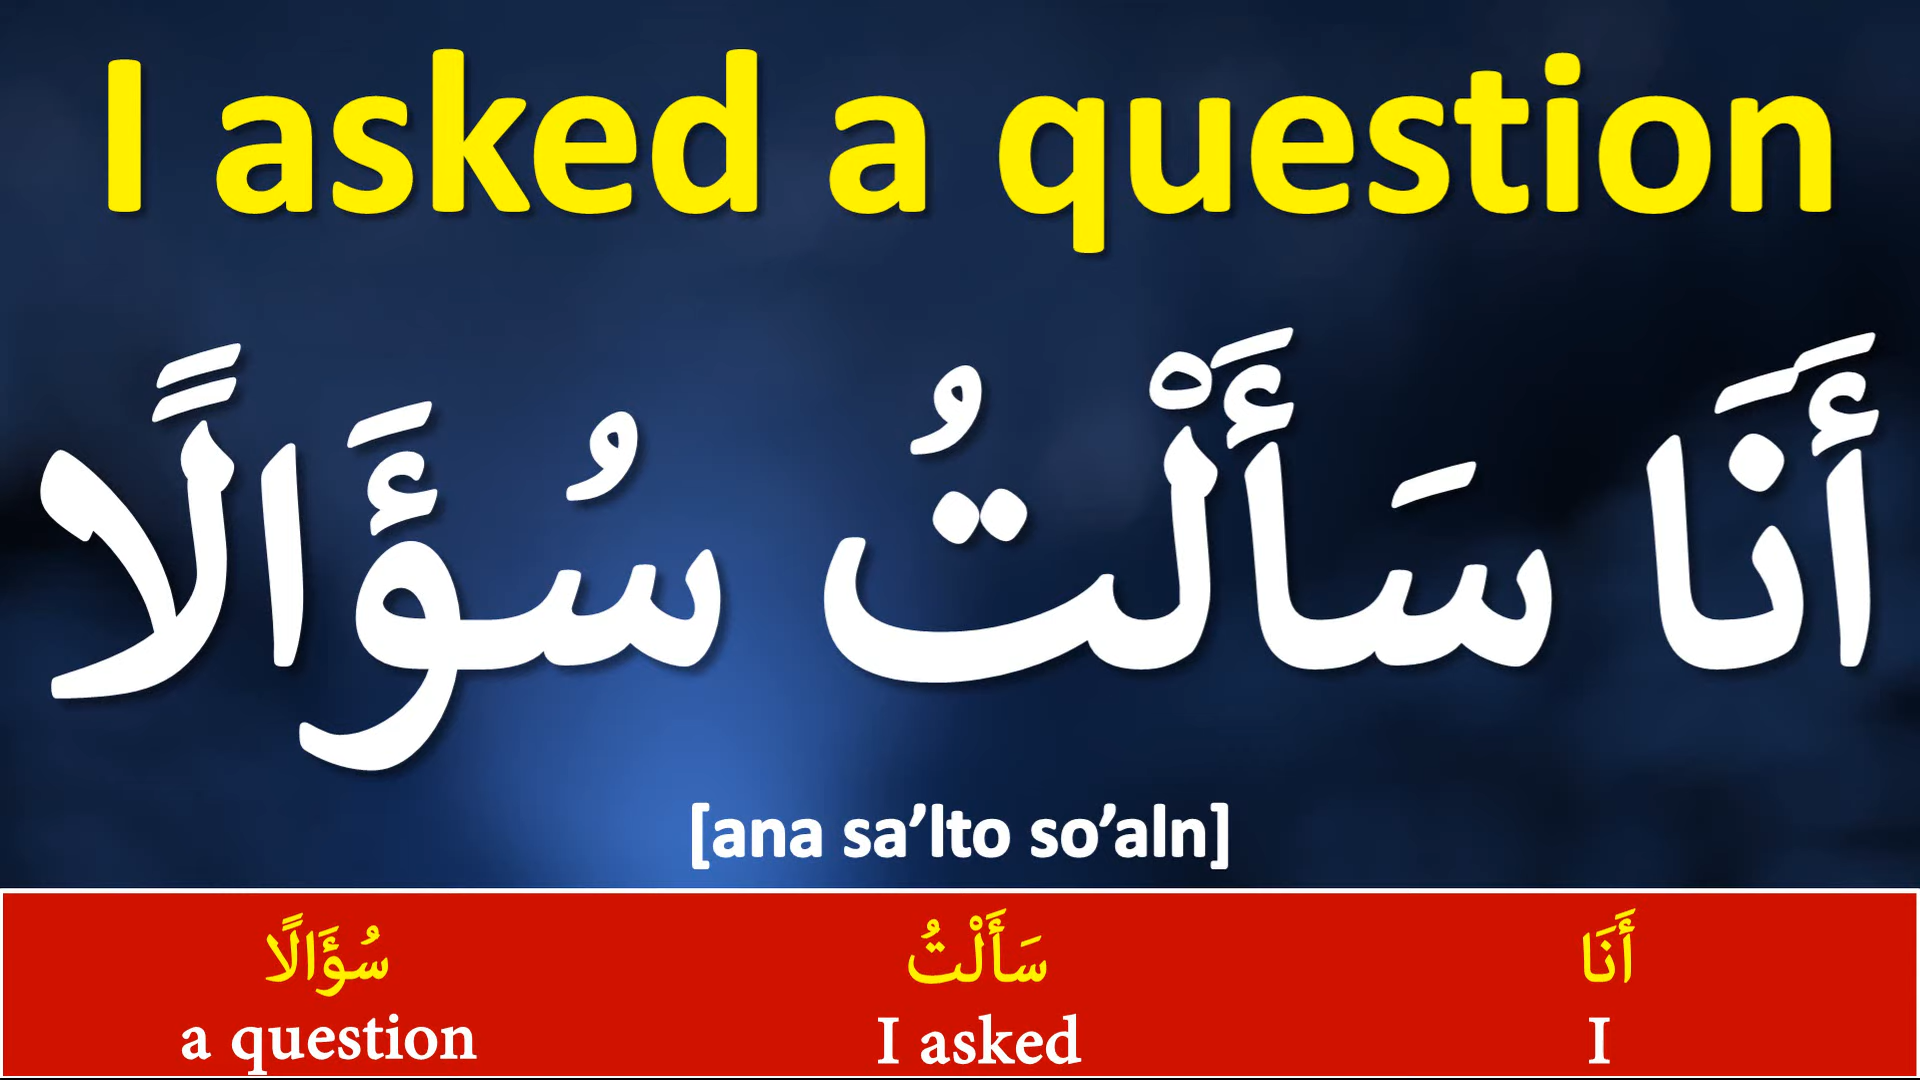 I asked a question
أَنَا سَأَلْتُ سُؤَالًا
[ana sa’lto so’aln]
أَنَا سَأَلْتُ سُؤَالًا
a question I asked I